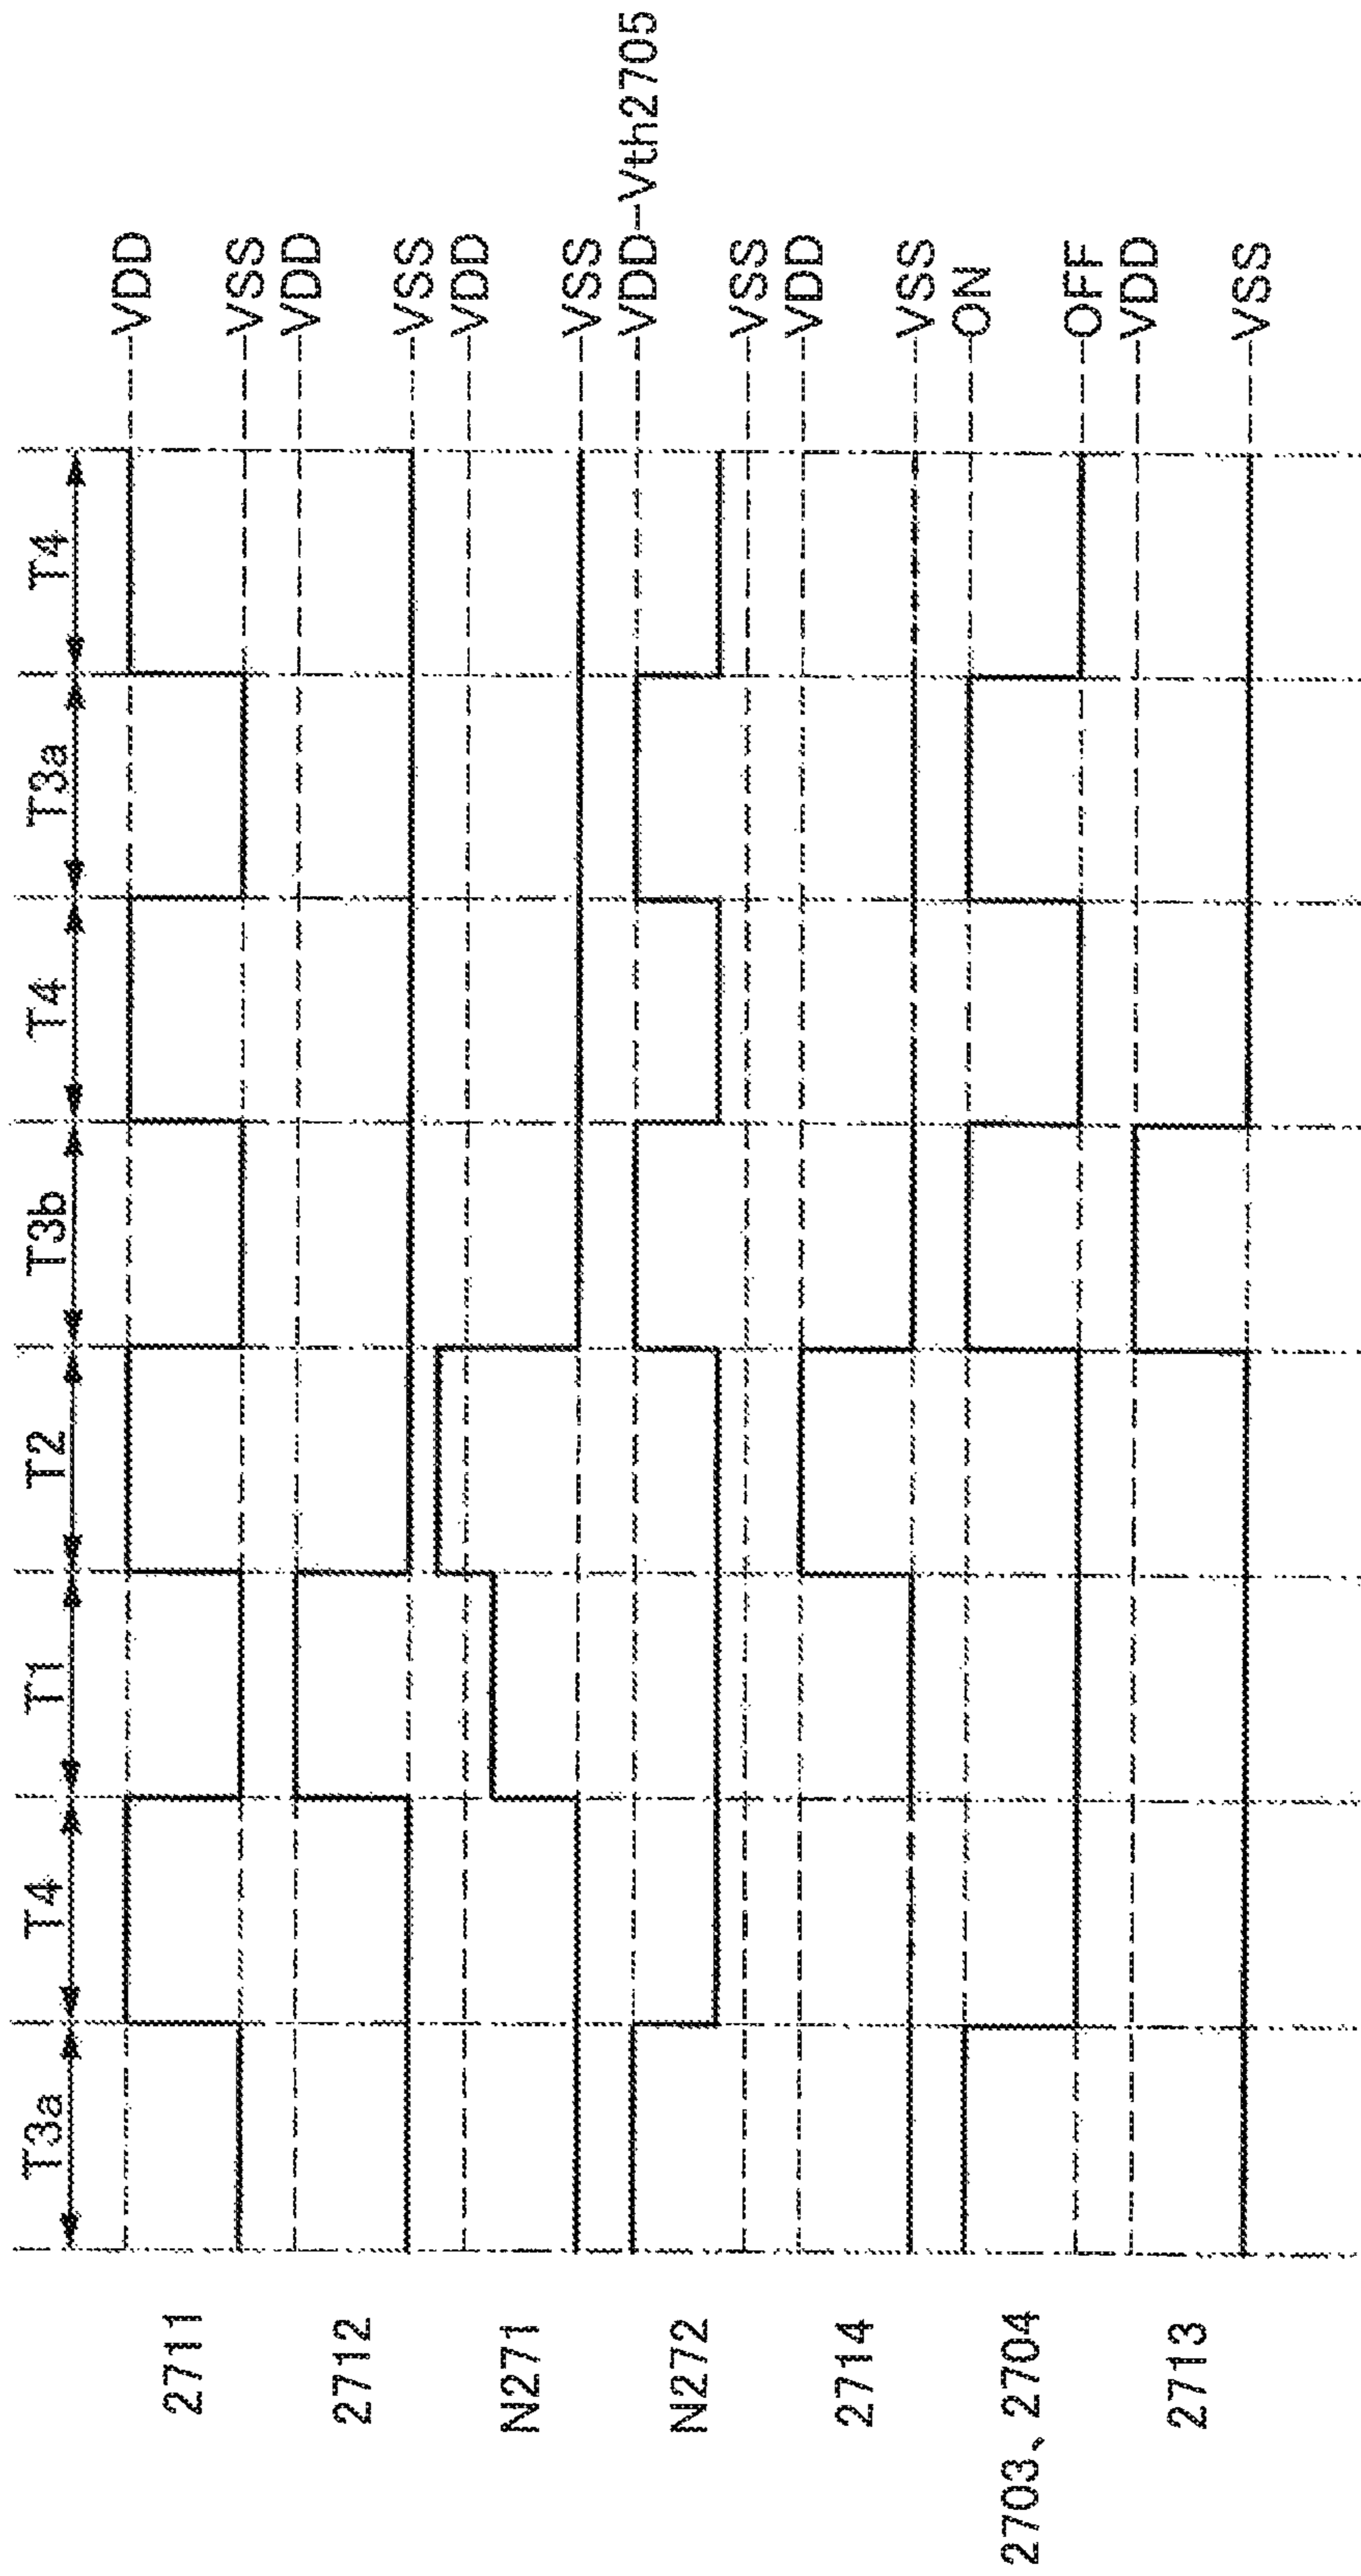 T3a T4 T1 T2 T3b T4 T3a T4
2711
VDD
VSS
2712
VDD
VSS
N271
VDD
VSS
N272
VDD-Vth2705
VSS
2714
VDD
VSS
2703、2704
ON
OFF
2713
VDD
VSS